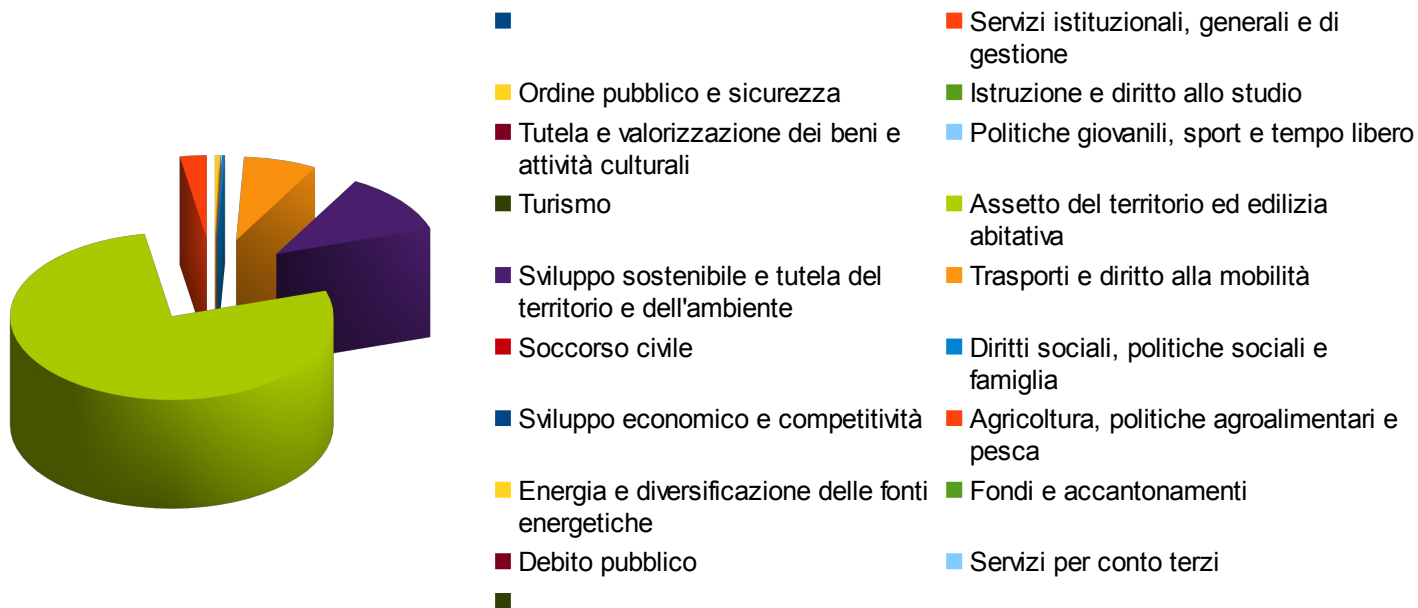 Servizi istituzionali, generali e di
gestione
Ordine pubblico e sicurezza
Istruzione e diritto allo studio
Tutela e valorizzazione dei beni e
attività culturali
Politiche giovanili, sport e tempo libero
Turismo
Assetto del territorio ed edilizia
abitativa
Sviluppo sostenibile e tutela del
territorio e dell'ambiente
Trasporti e diritto alla mobilità
Soccorso civile
Diritti sociali, politiche sociali e
famiglia
Sviluppo economico e competitività
Agricoltura, politiche agroalimentari e
pesca
Energia e diversificazione delle fonti
energetiche
Fondi e accantonamenti
Debito pubblico
Servizi per conto terzi